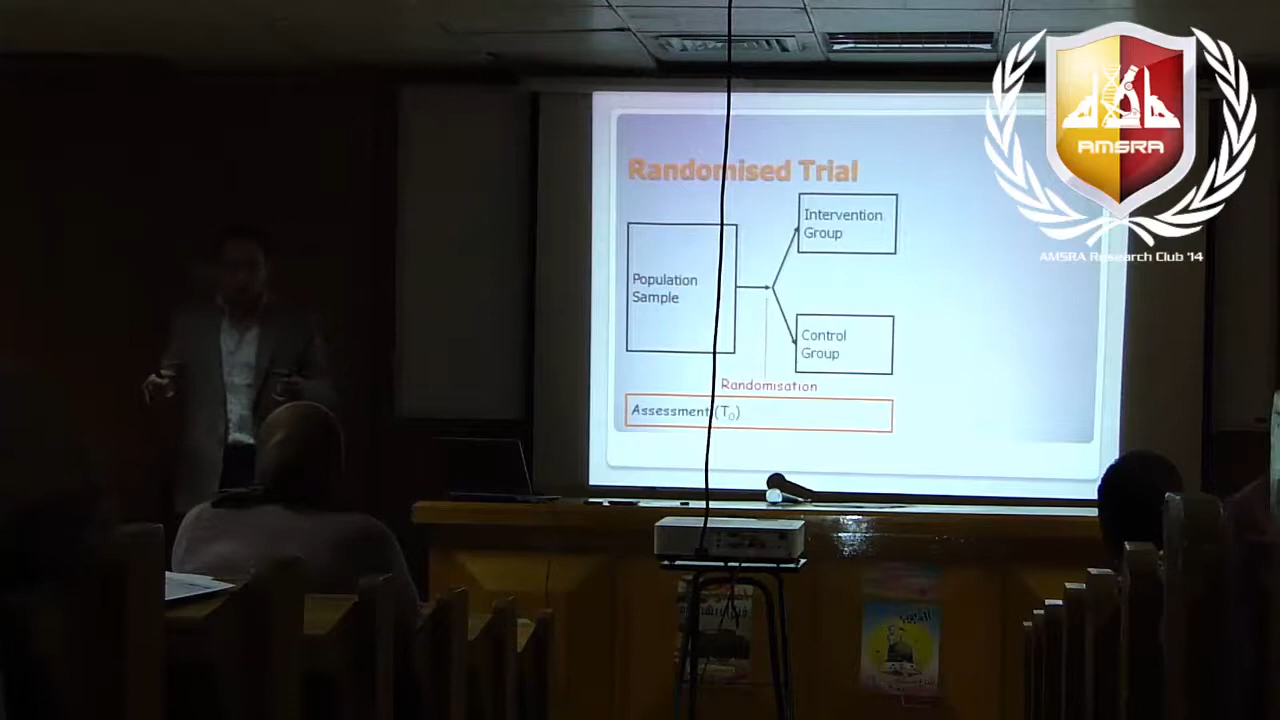 AMSRA
AMSRA Research Club '14
Randomised Trial
Intervention
Group
Population
Sample
Control
Group
Randomisation
Assessment (T0)